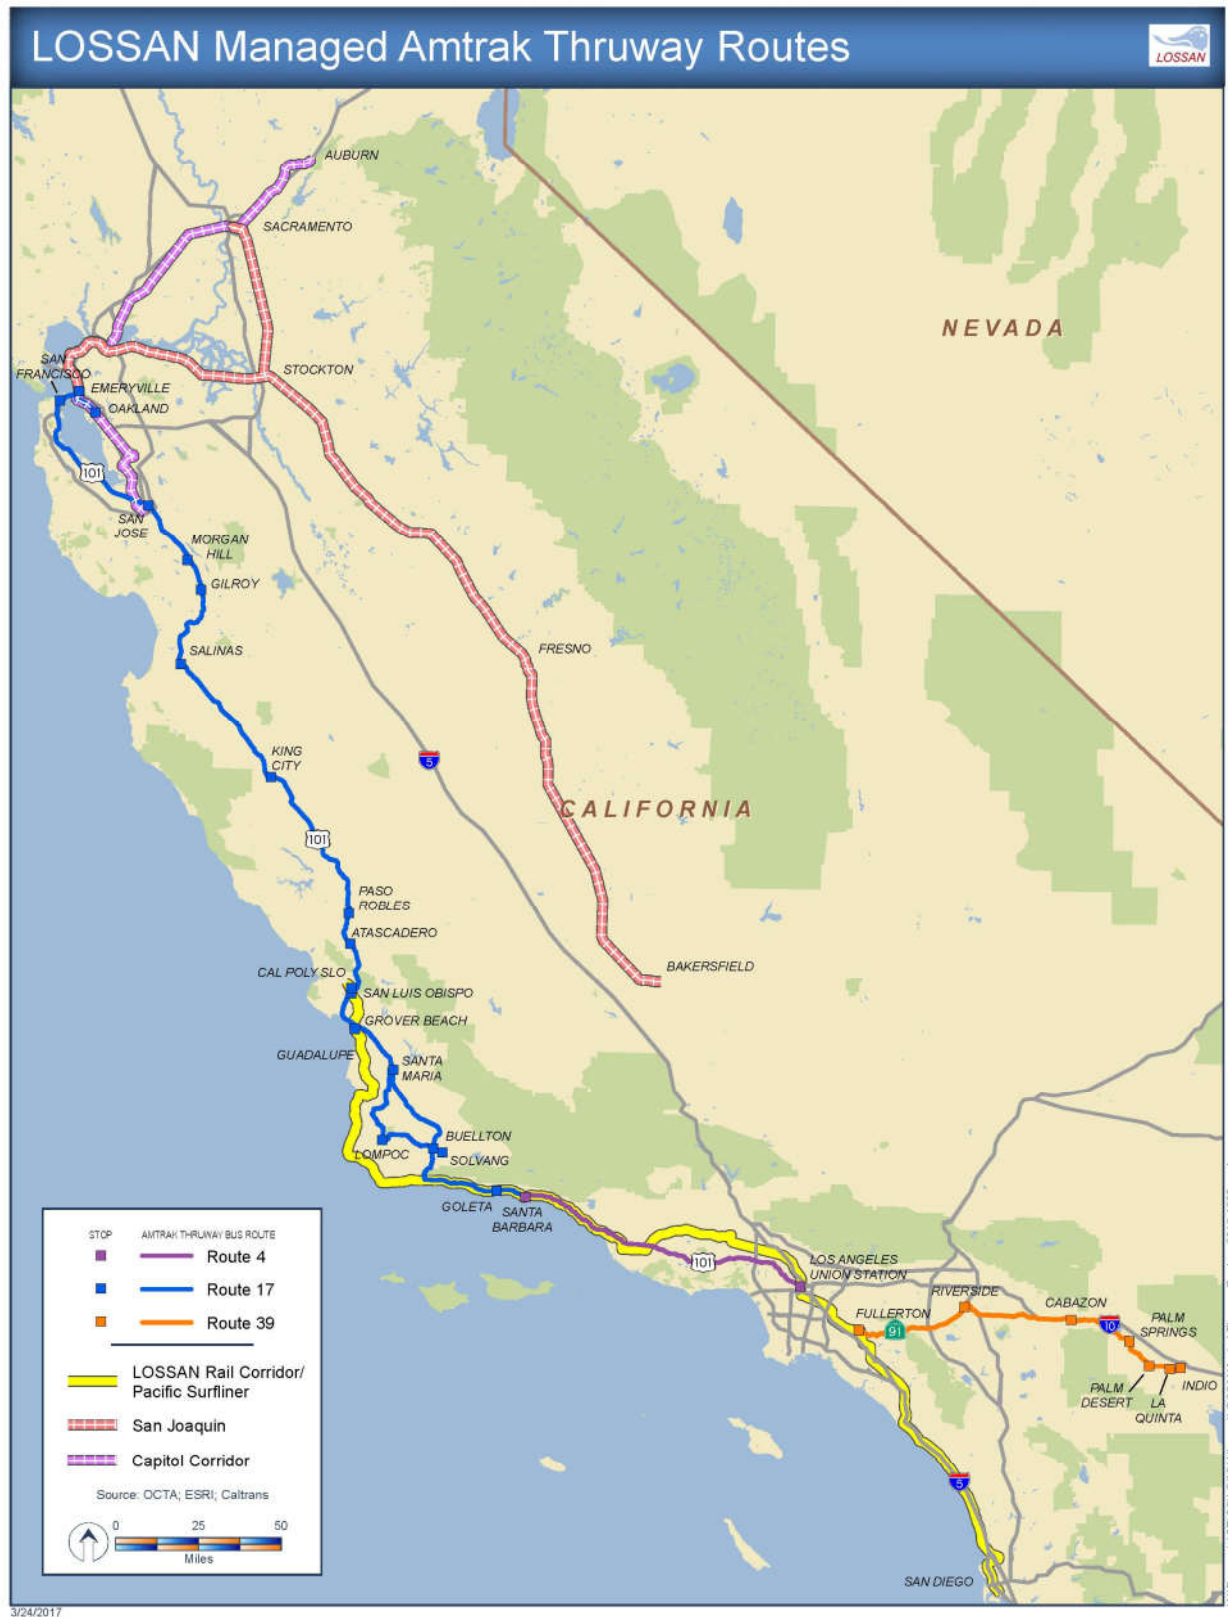 LOSSAN Managed Amtrak Thruway Routes
LOSSAN
AUBURN
SACRAMENTO
NEVADA
SAN
FRANCISCO
STOCKTON
EMERYVILLE
OAKLAND
101
SAN
JOSE
MORGAN
HILL
GILROY
FRESNO
SALINAS
KING
CITY
5
CALIFORNIA
101
PASO
ROBLES
ATASCADERO
BAKERSFIELD
CAL POLY SLO
SAN LUIS OBISPO
GROVER BEACH
GUADALUPE
SANTA
MARIA
BUELLTON
LOMPOC
SOLVANG
GOLETA
SANTA
BARBARA
101
LOS ANGELES
UNION STATION
RIVERSIDE
FULLERTON
91
CABAZON
10
PALM
SPRINGS
PALM
DESERT
LA
QUINTA
INDIO
5
SAN DIEGO
STOP
AMTRAK THRUWAY BUS ROUTE
Route 4
Route 17
Route 39
LOSSAN Rail Corridor/
Pacific Surfliner
San Joaquin
Capitol Corridor
Source: OCTA; ESRI; Caltrans
0 25 50
Miles
3/24/2017